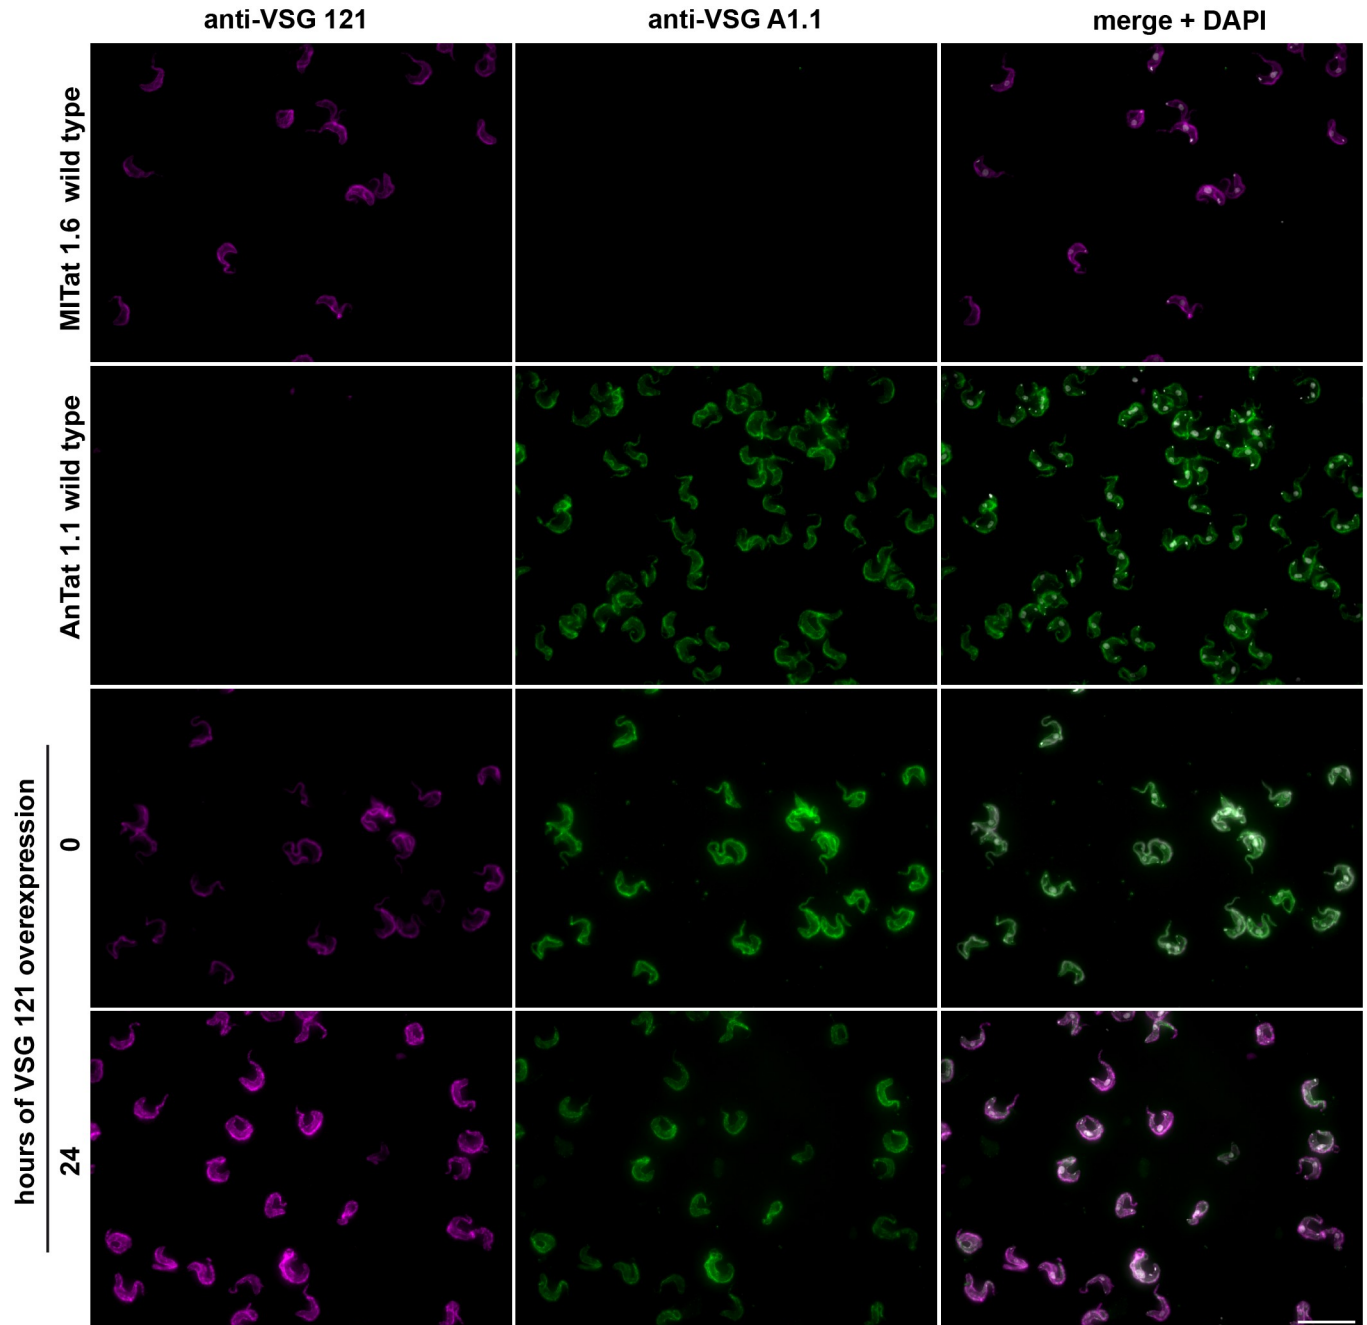 anti-VSG 121
anti-VSG A1.1
merge + DAPI
MITat 1.6 wild type
AnTat 1.1 wild type
hours of VSG 121 overexpression
0
24